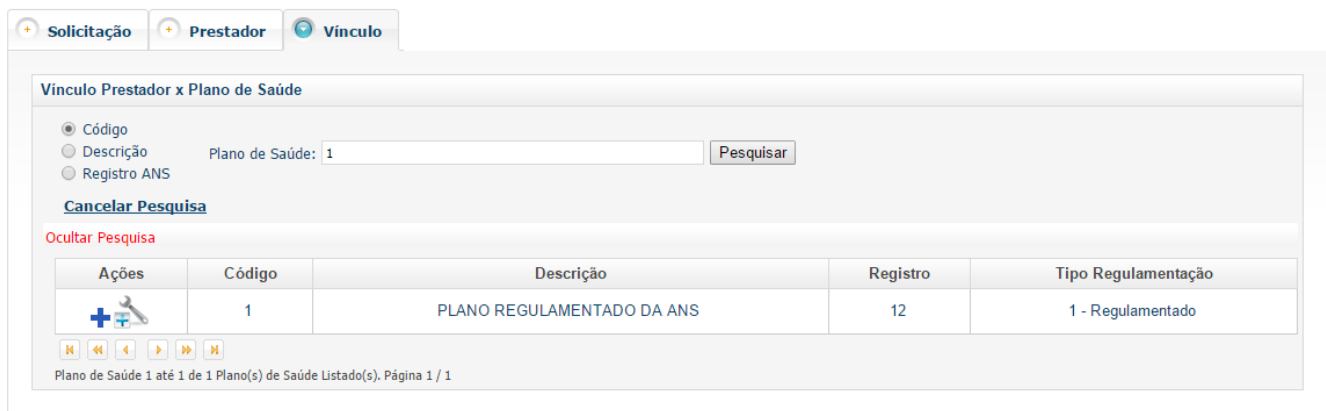 Solicitação Prestador Vínculo
Vínculo Prestador x Plano de Saúde
Código
Descrição Plano de Saúde: 1 Pesquisar
Registro ANS
Cancelar Pesquisa
Ocultar Pesquisa
Ações Código Descrição Registro Tipo Regulamentação
1 PLANO REGULAMENTADO DA ANS 12 1 - Regulamentado
Plano de Saúde 1 até 1 de 1 Plano(s) de Saúde Listado(s). Página 1 / 1